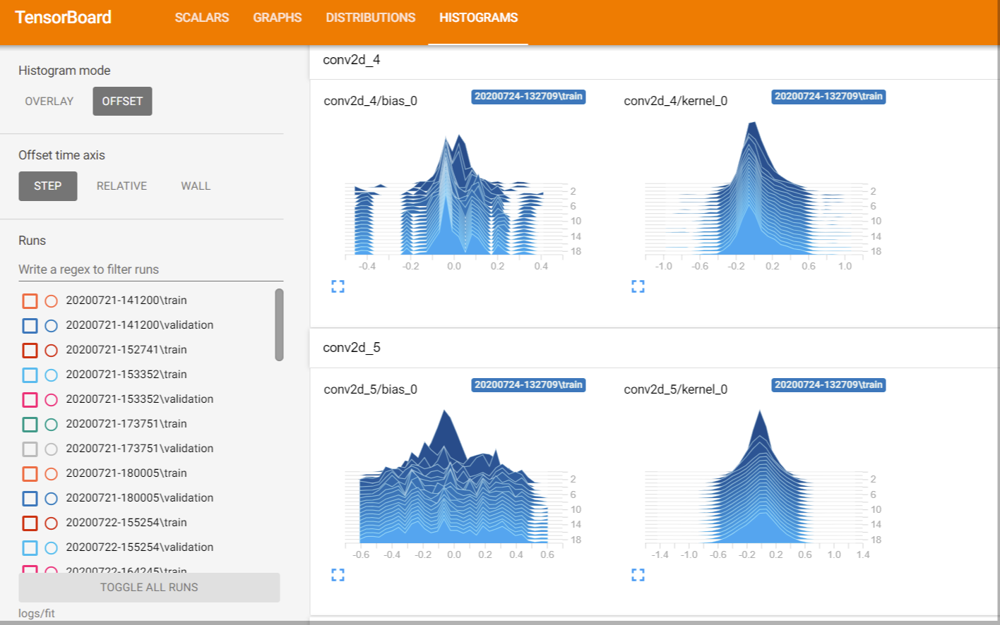 TensorBoard
SCALARS GRAPHS DISTRIBUTIONS HISTOGRAMS
Histogram mode
OVERLAY OFFSET
Offset time axis
STEP RELATIVE WALL
Runs
Write a regex to filter runs
20200721-141200\train
20200721-141200\validation
20200721-152741\train
20200721-153352\train
20200721-153352\validation
20200721-173751\train
20200721-173751\validation
20200721-180005\train
20200721-180005\validation
20200722-155254\train
20200722-155254\validation
20200722-164245\train
TOGGLE ALL RUNS
logs/fit
conv2d_4
conv2d_4/bias_0
20200724-132709\train
2
6
10
14
18
-0.4 -0.2 0.0 0.2 0.4
conv2d_4/kernel_0
20200724-132709\train
2
6
10
14
18
-1.0 -0.6 -0.2 0.2 0.6 1.0
conv2d_5
conv2d_5/bias_0
20200724-132709\train
2
6
10
14
18
-0.6 -0.4 -0.2 0.0 0.2 0.4 0.6
conv2d_5/kernel_0
20200724-132709\train
2
6
10
14
18
-1.4 -1.0 -0.6 -0.2 0.2 0.6 1.0 1.4